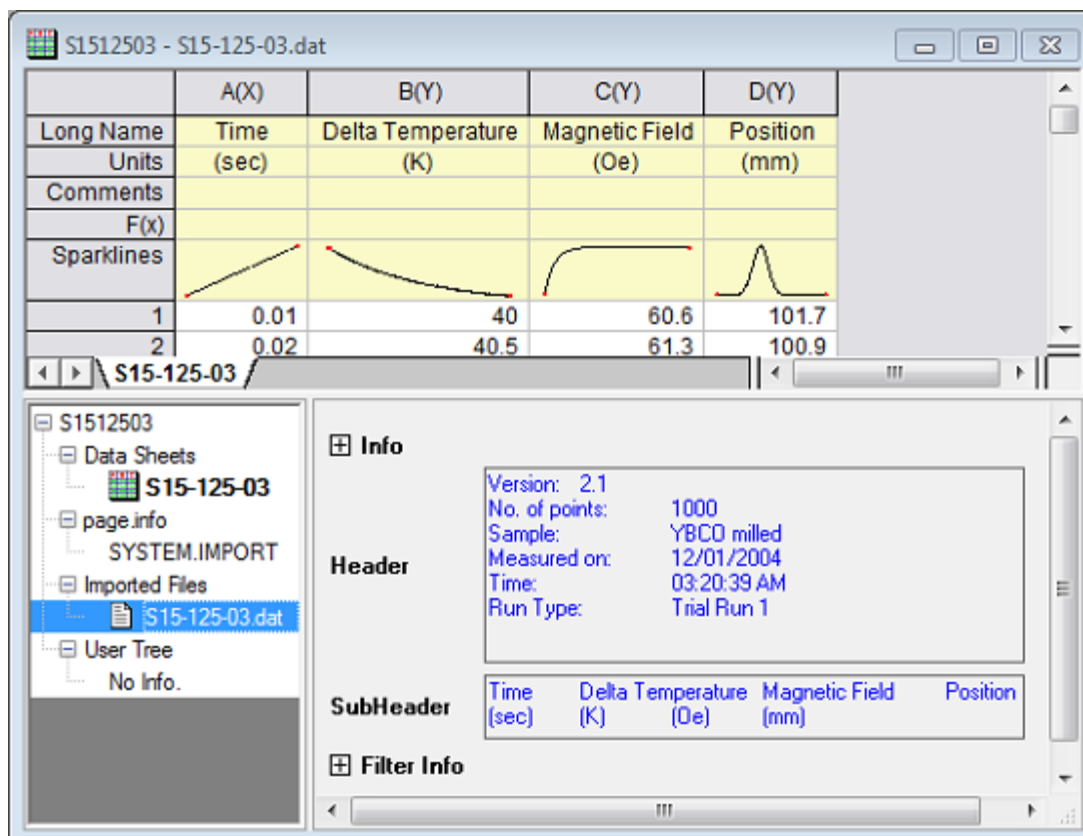 S1512503 - S15-125-03.dat
A(X) B(Y) C(Y) D(Y)
Long Name Time Delta Temperature Magnetic Field Position
Units (sec) (K) (Oe) (mm)
Comments
F(x)
Sparklines
1 0.01 40 60.6 101.7
2 0.02 40.5 61.3 100.9
S15-125-03
S1512503
Data Sheets
S15-125-03
page.info
SYSTEM.IMPORT
Imported Files
S15-125-03.dat
User Tree
No Info.
Info
Header
Version: 2.1
No. of points: 1000
Sample: YBCO milled
Measured on: 12/01/2004
Time: 03:20:39 AM
Run Type: Trial Run 1
SubHeader
Time Delta Temperature Magnetic Field Position
(sec) (K) (Oe) (mm)
Filter Info